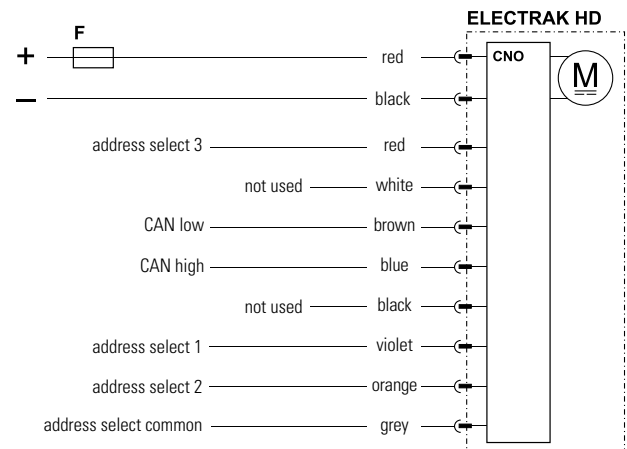 ELECTRAK HD
F
+ red CNO
M
– black
address select 3 red
not used white
CAN low brown
CAN high blue
not used black
address select 1 violet
address select 2 orange
address select common grey